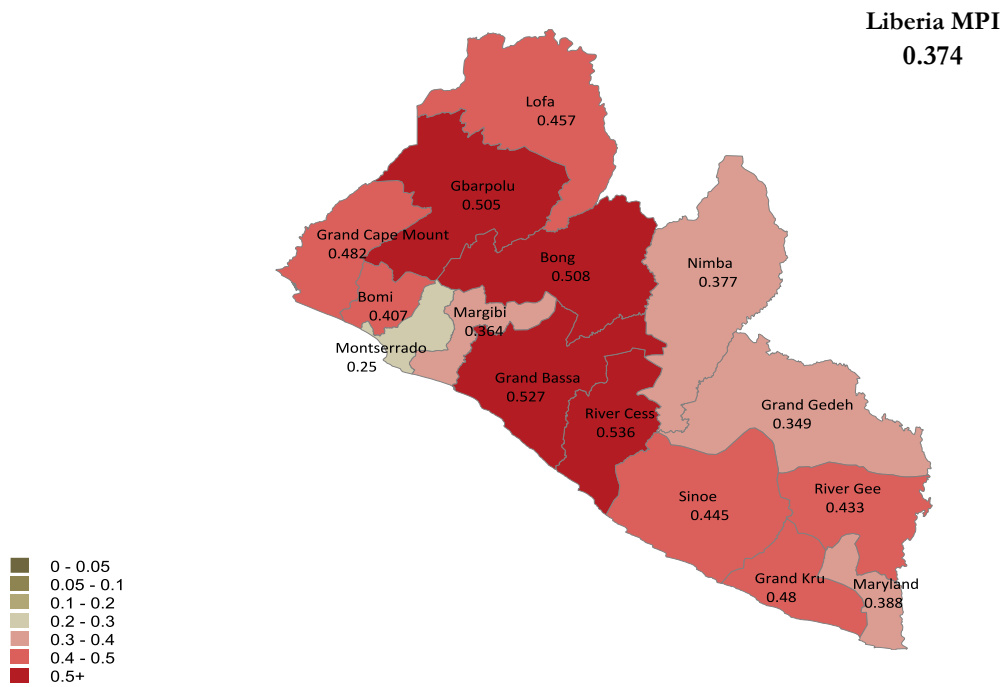 Liberia MPI
0.374
Lofa
0.457
Gbarpolu
0.505
Grand Cape Mount
0.482
Bong
0.508
Nimba
0.377
Bomi
0.407
Margibi
0.364
Montserrado
0.25
Grand Bassa
0.527
River Cess
0.536
Grand Gedeh
0.349
Sinoe
0.445
River Gee
0.433
Grand Kru
0.48
Maryland
0.388
0 - 0.05
0.05 - 0.1
0.1 - 0.2
0.2 - 0.3
0.3 - 0.4
0.4 - 0.5
0.5+